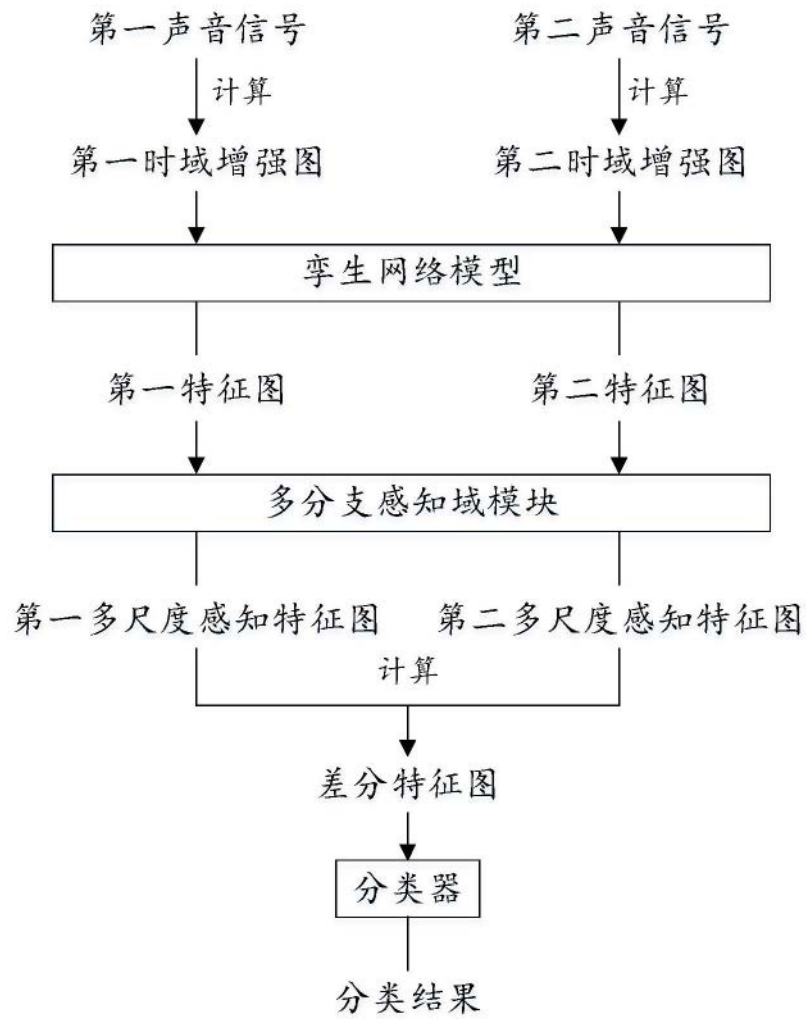 第一声音信号 第二声音信号
计算 计算
第一时域增强图 第二时域增强图
孪生网络模型
第一特征图 第二特征图
多分支感知域模块
第一多尺度感知特征图 第二多尺度感知特征图
计算
差分特征图
分类器
分类结果